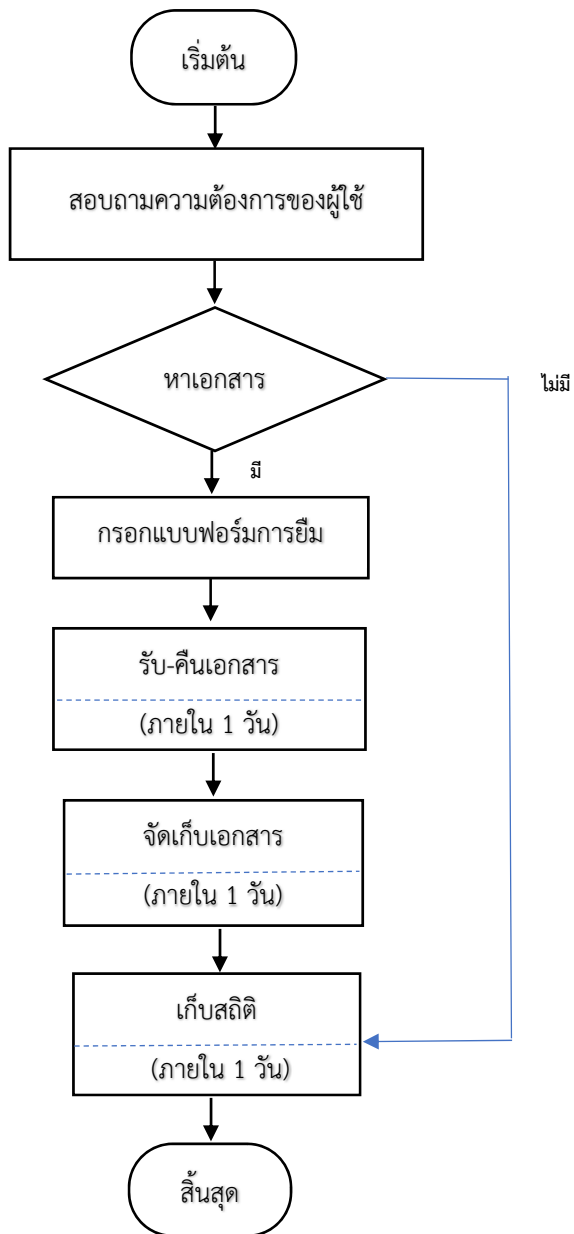 เริ่มต้น
สอบถามความต้องการของผู้ใช้
หาเอกสาร
ไม่มี
มี
กรอกแบบฟอร์มการยืม
รับ-คืนเอกสาร
(ภายใน 1 วัน)
จัดเก็บเอกสาร
(ภายใน 1 วัน)
เก็บสถิติ
(ภายใน 1 วัน)
สิ้นสุด